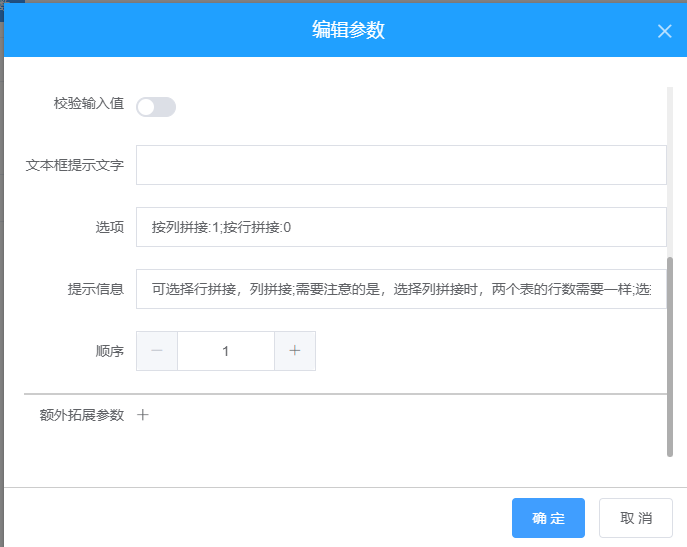 编辑参数
校验输入值
文本框提示文字
选项 按列拼接:1;按行拼接:0
提示信息 可选择行拼接，列拼接;需要注意的是，选择列拼接时，两个表的行数需要一样;选
顺序 1
额外拓展参数
确 定 取 消